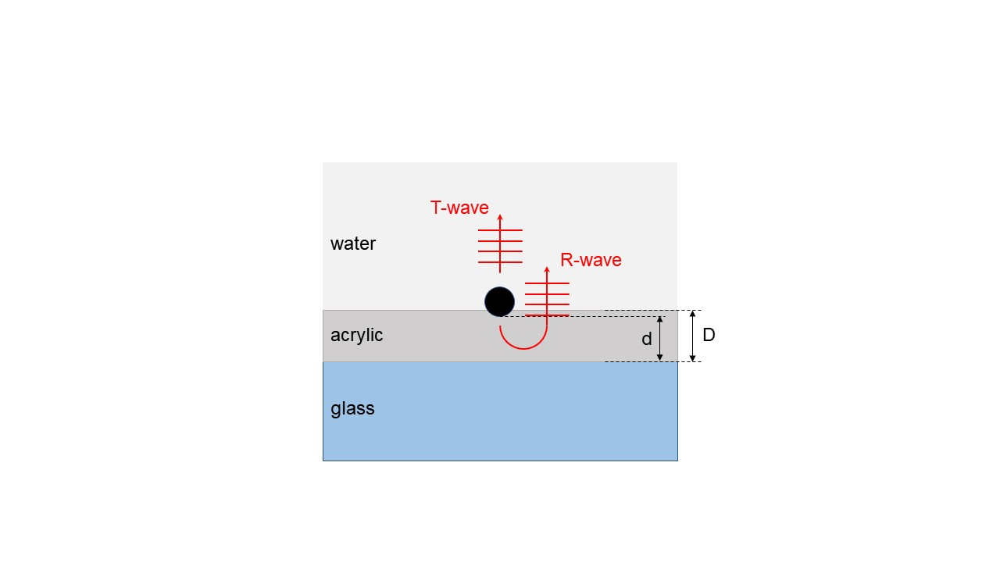 T-wave
water
R-wave
acrylic
d
D
glass